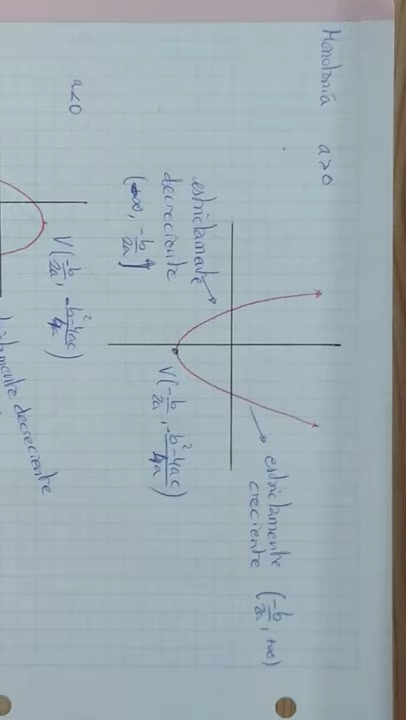 Monotonía a>0
estrictamente
decreciente
(-∞, -b/2a)
V(-b/2a, -b²-4ac/4a)
estrictamente
creciente (-b/2a, +∞)
a<0
V(-b/2a, -b²-4ac/4a)
decreciente